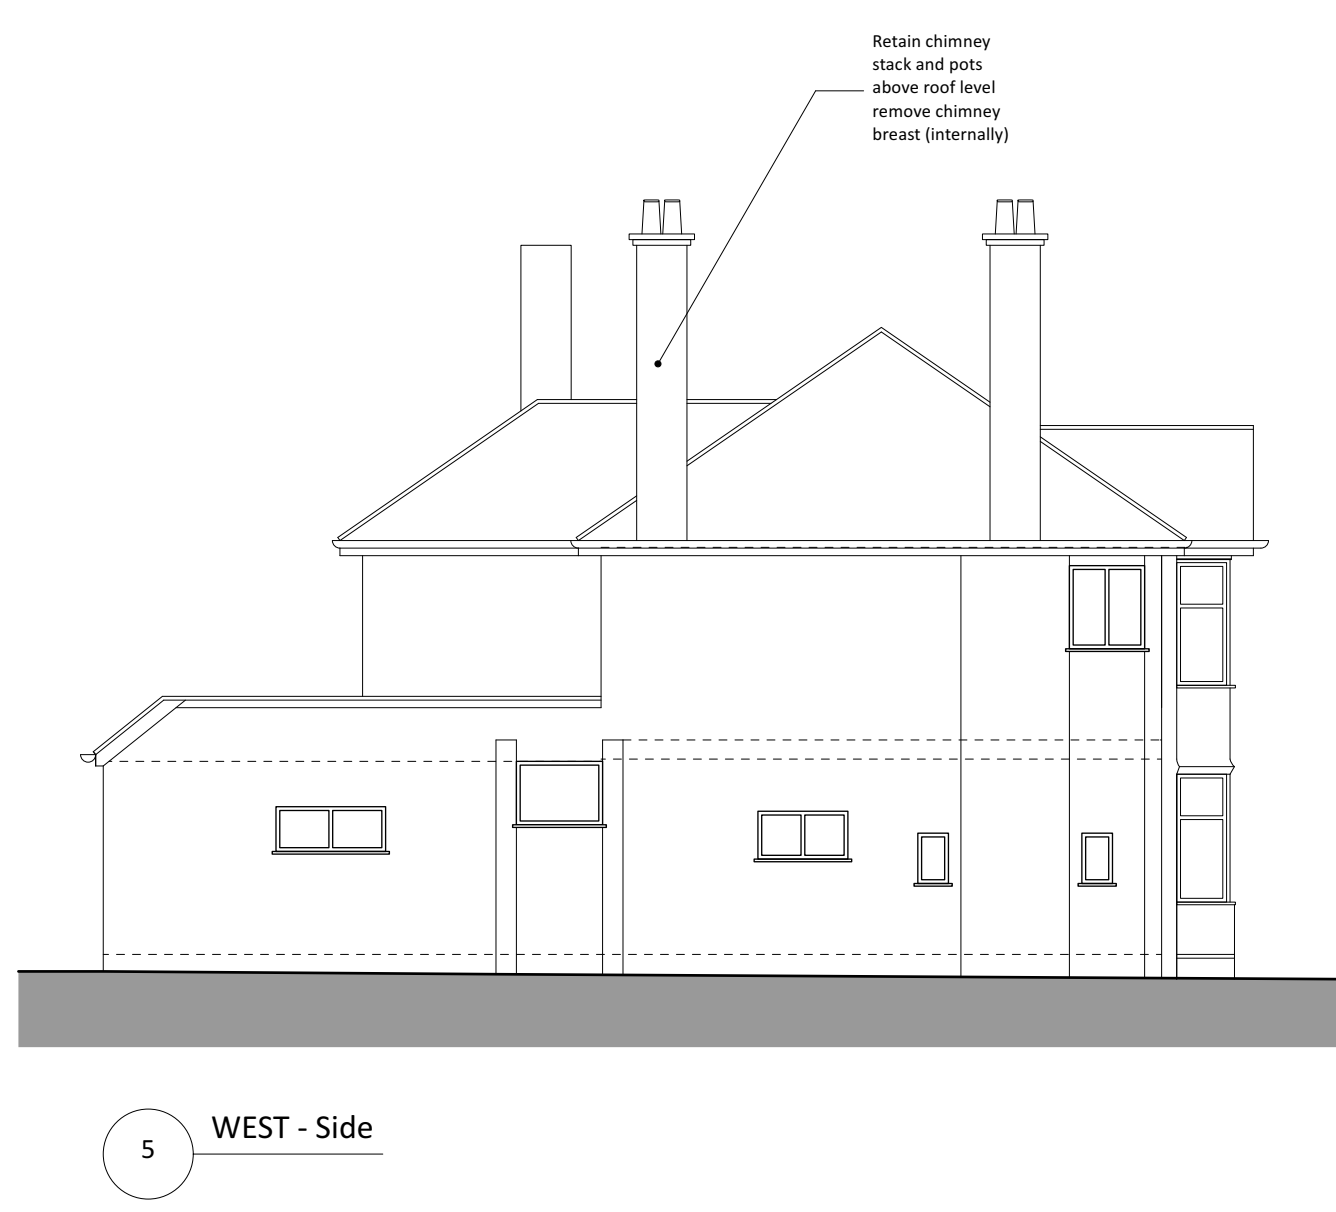 Retain chimney
stack and pots
above roof level
remove chimney
breast (internally)
5
WEST - Side